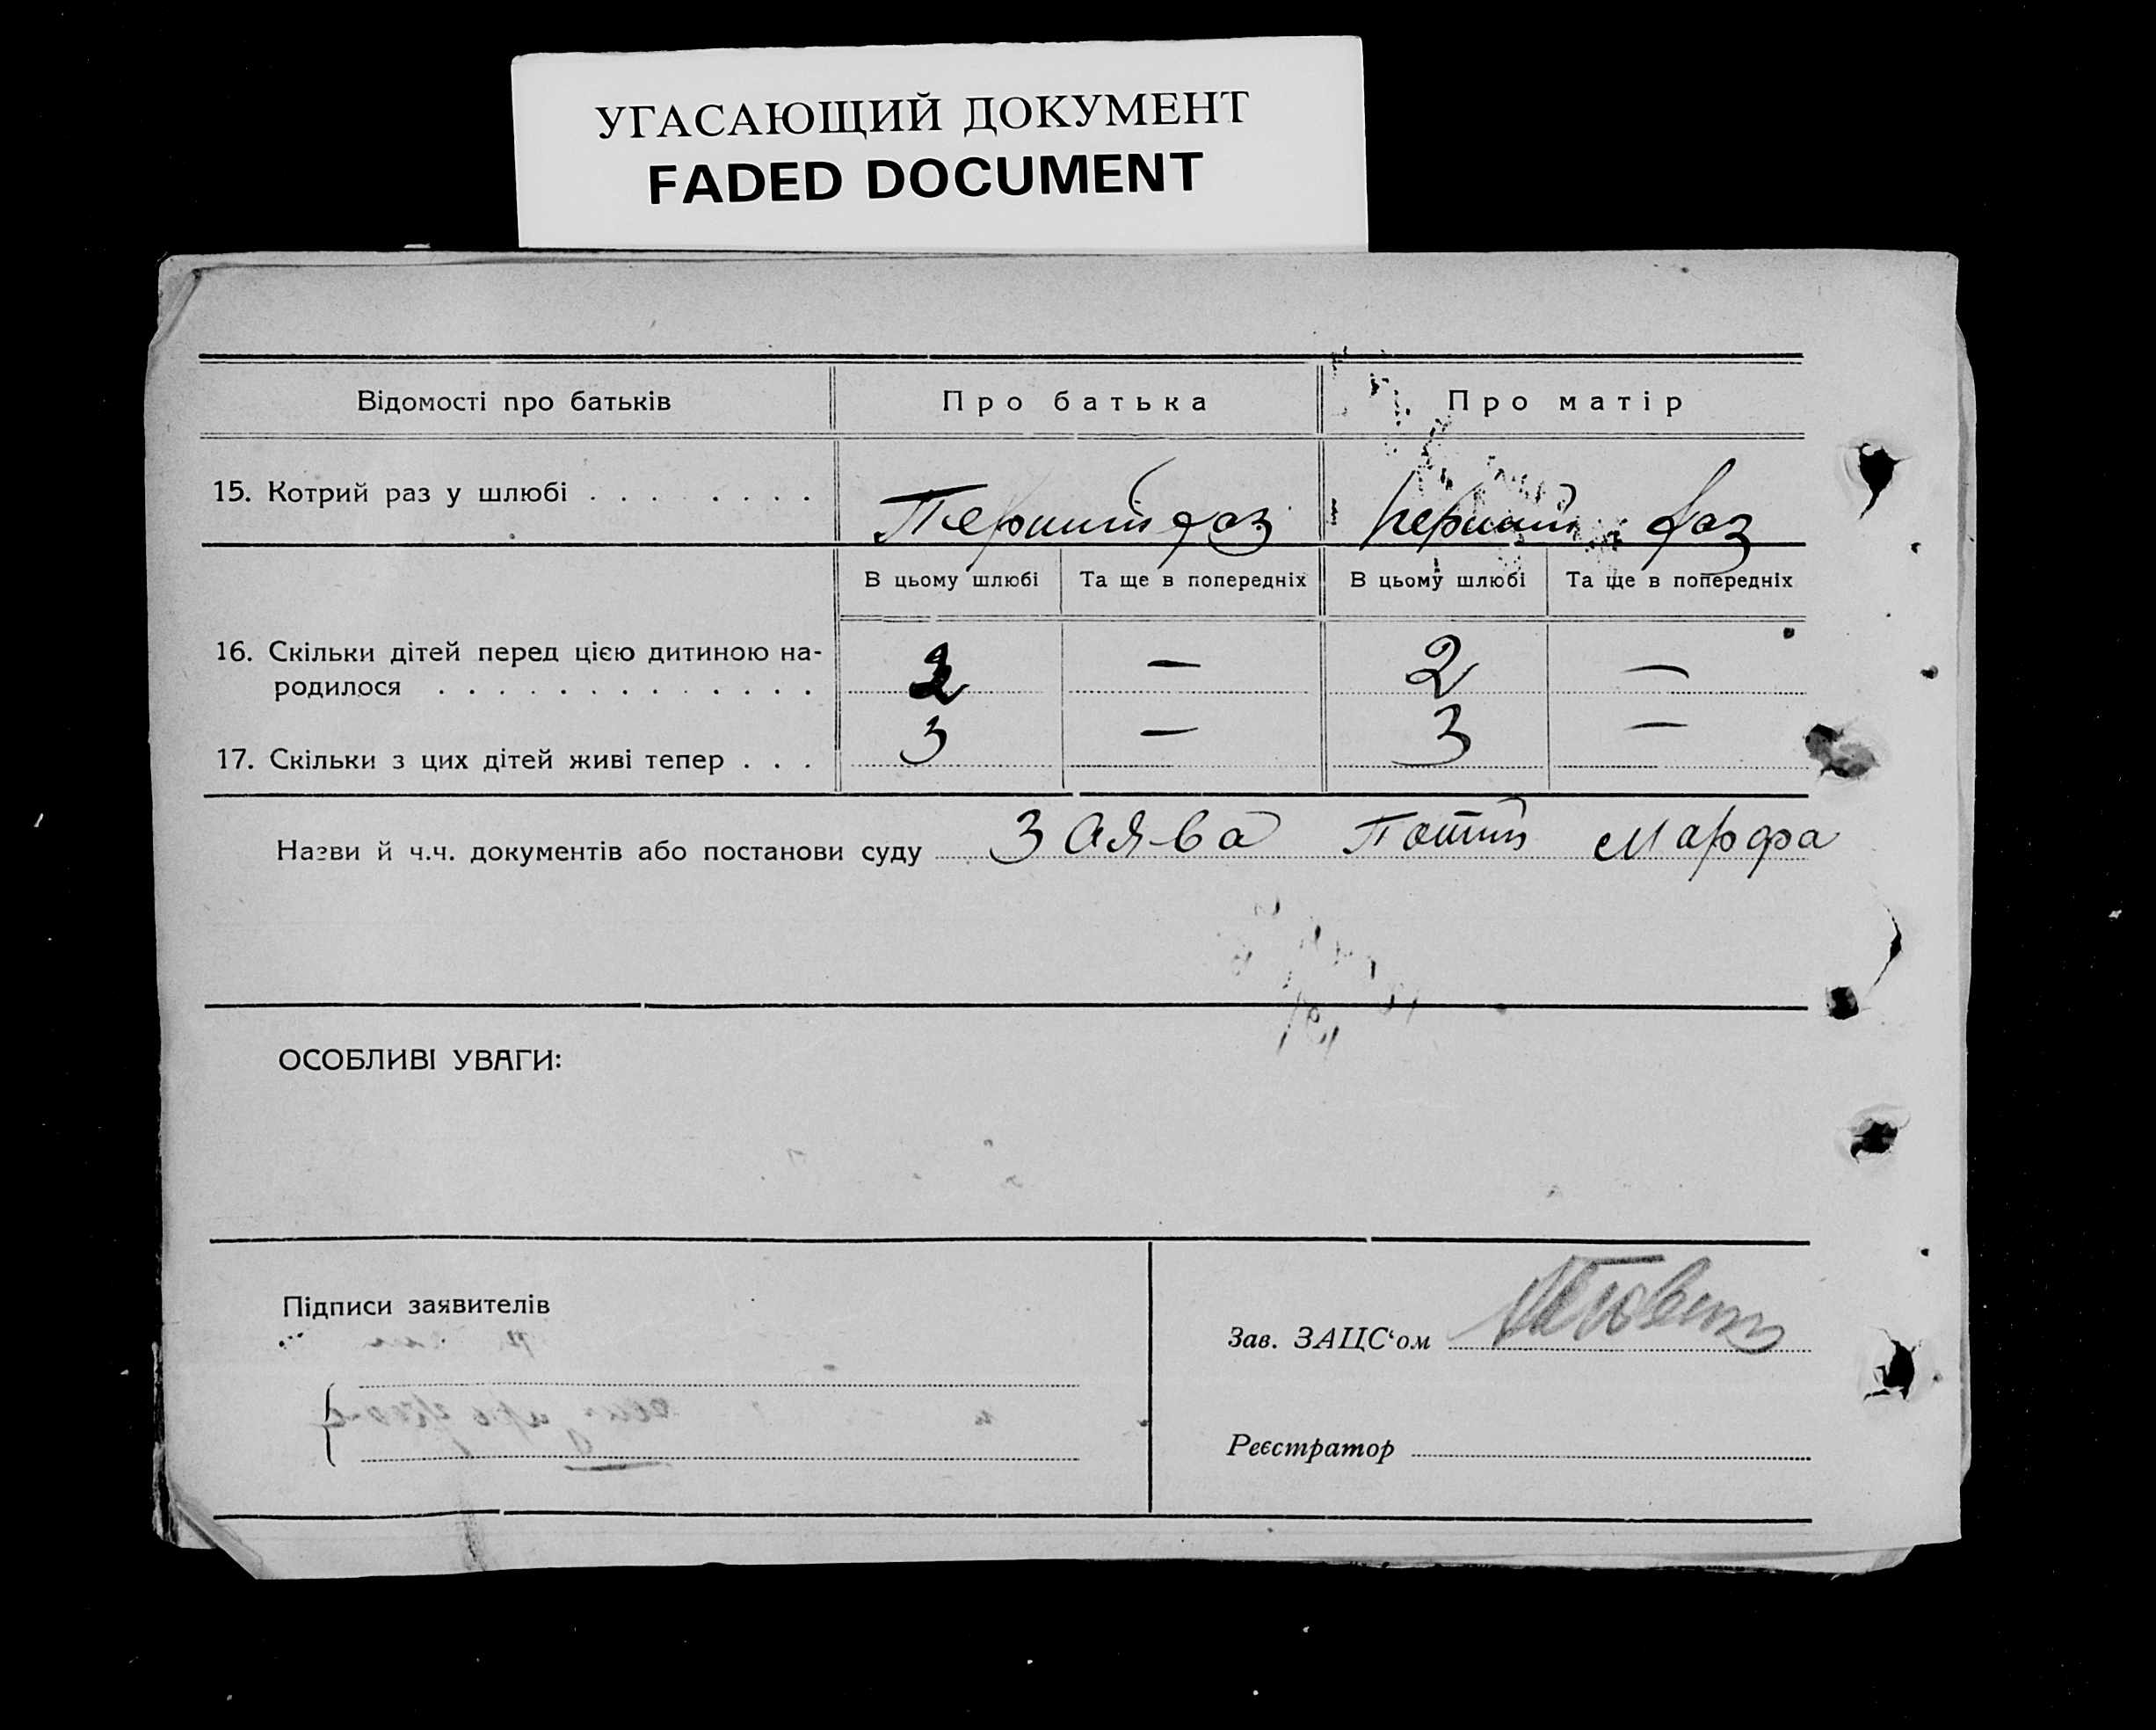 УГАСАЮЩИЙ ДОКУМЕНТ
FADED DOCUMENT
Відомості про батьків Про батька Про матір
15. Котрий раз у шлюбі . . . . . . . . Перший раз перший раз
В цьому шлюбі Та ще в попередніх В цьому шлюбі Та ще в попередніх
16. Скільки дітей перед цією дитиною на-
родилося . . . . . . . . . . . . . 2 — 2 —
17. Скільки з цих дітей живі тепер . . . 3 — 3 —
Назви й ч.ч. документів або постанови суду Заява Потий Марфа
ОСОБЛИВІ УВАГИ:
Підписи заявителів
Зав. ЗАЦС‘ом
Реєстратор